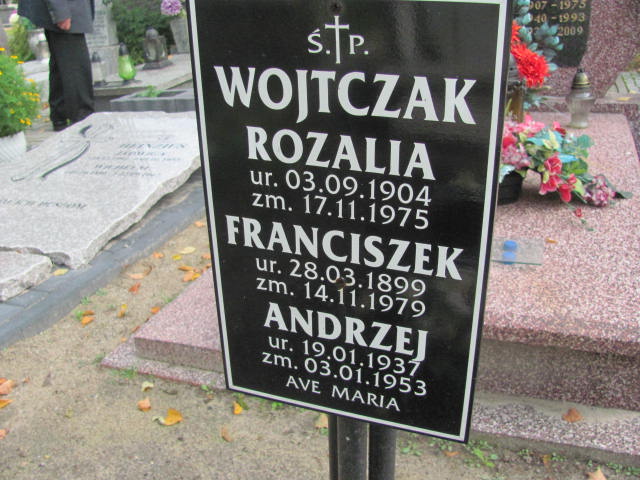 Ś.†P.
WOJTCZAK
ROZALIA
ur. 03.09.1904
zm. 17.11.1975
FRANCISZEK
ur. 28.03.1899
zm. 14.11.1979
ANDRZEJ
ur. 19.01.1937
zm. 03.01.1953
AVE MARIA